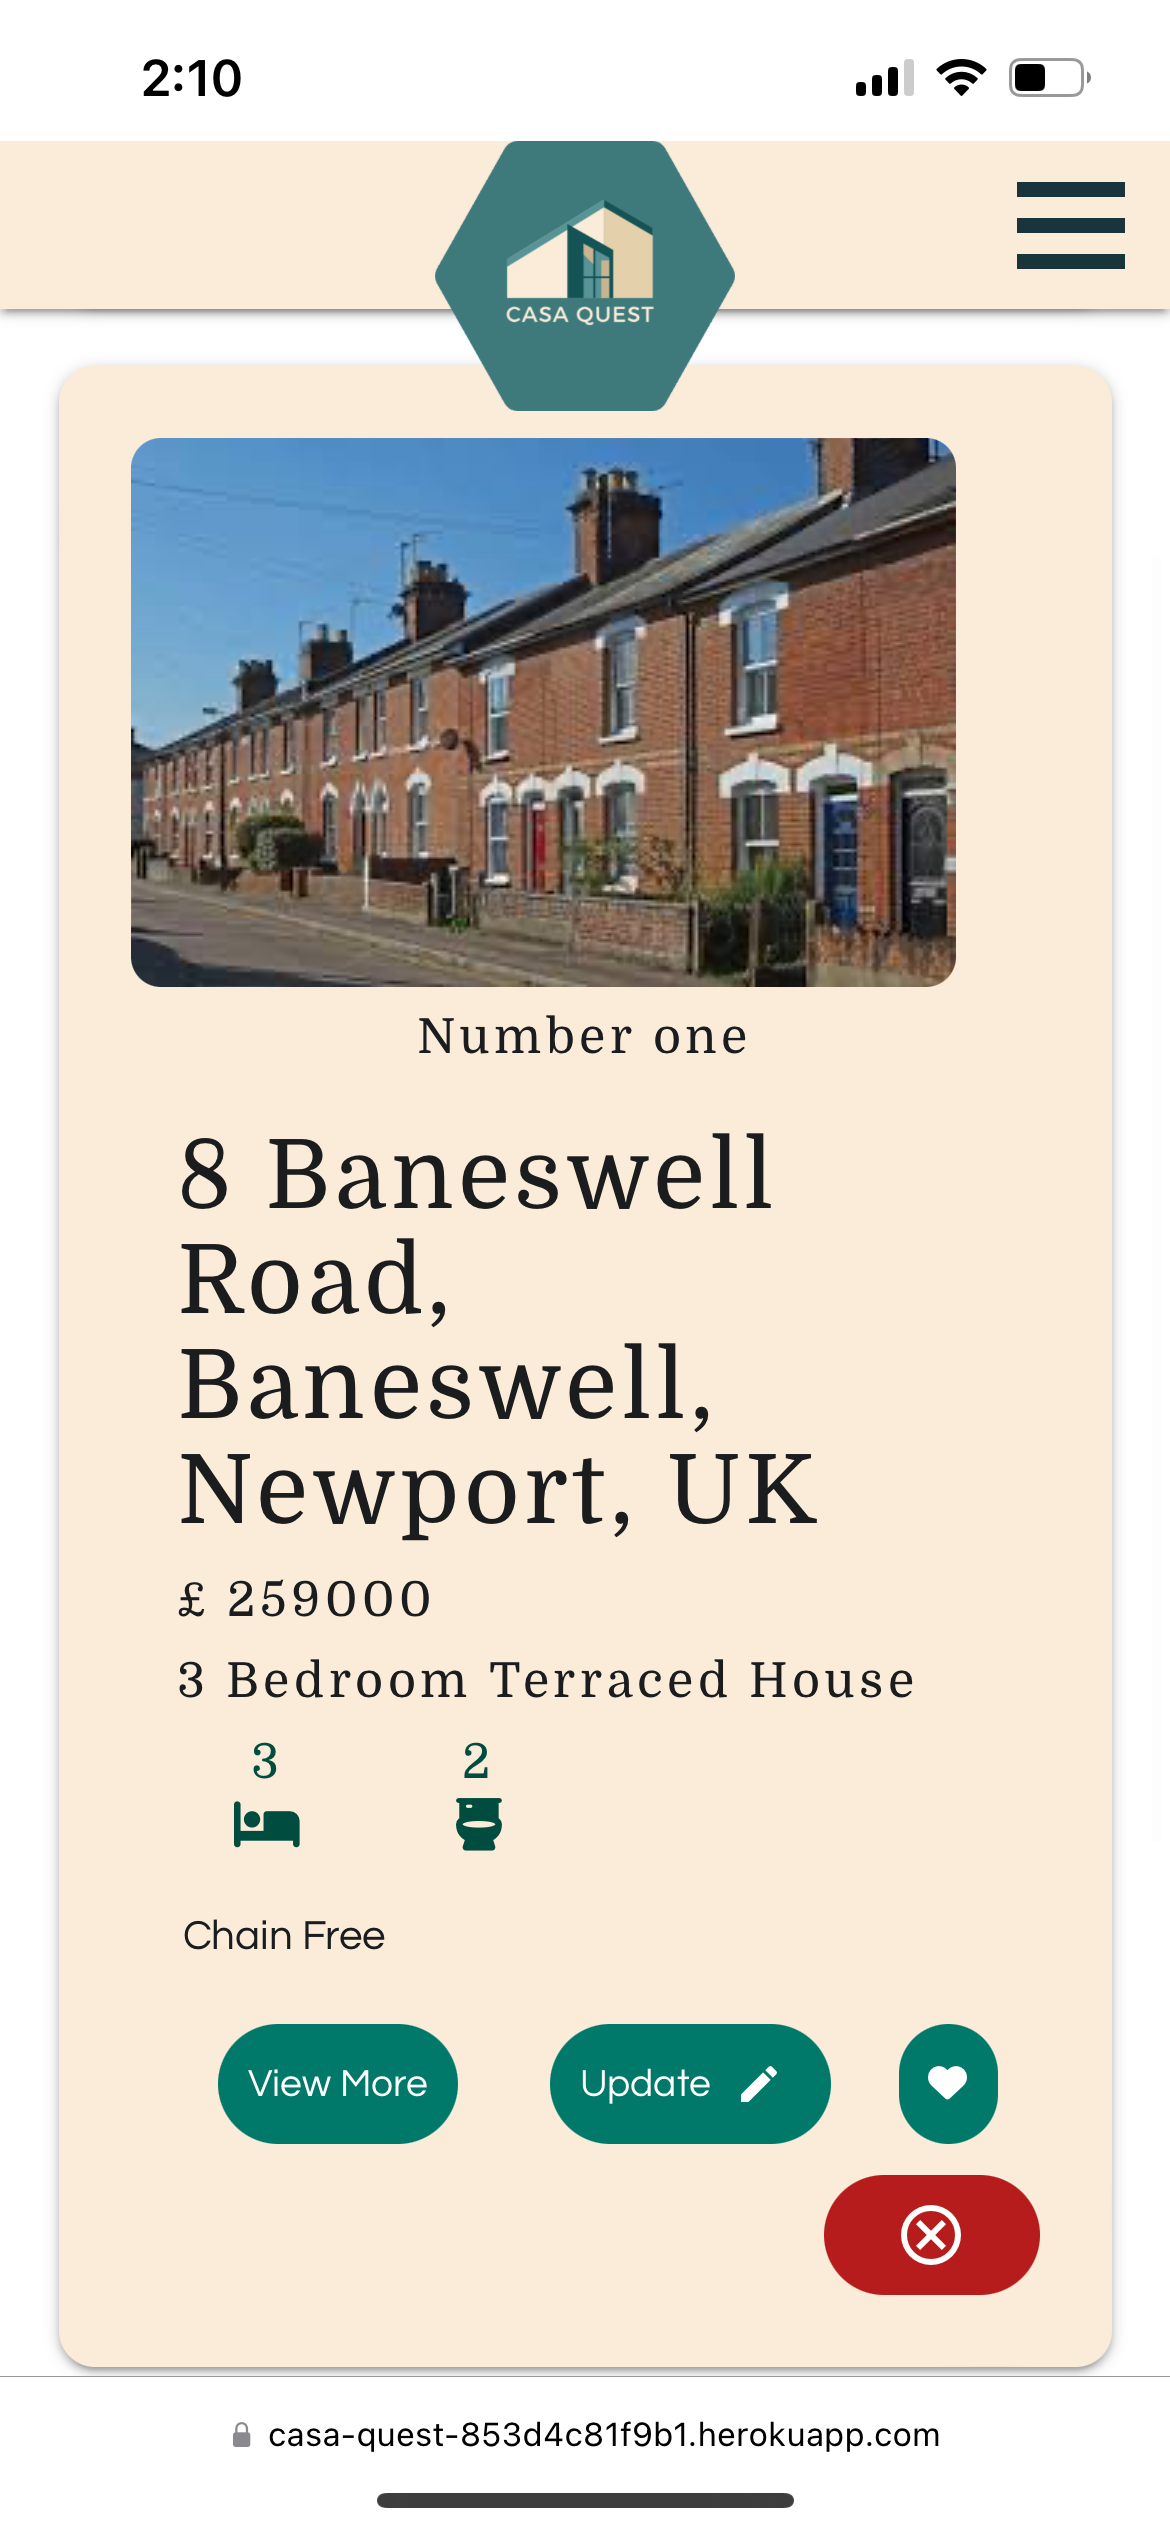 2:10
CASA QUEST
Number one
8 Baneswell
Road,
Baneswell,
Newport, UK
£ 259000
3 Bedroom Terraced House
3 2
Chain Free
View More Update
casa-quest-853d4c81f9b1.herokuapp.com